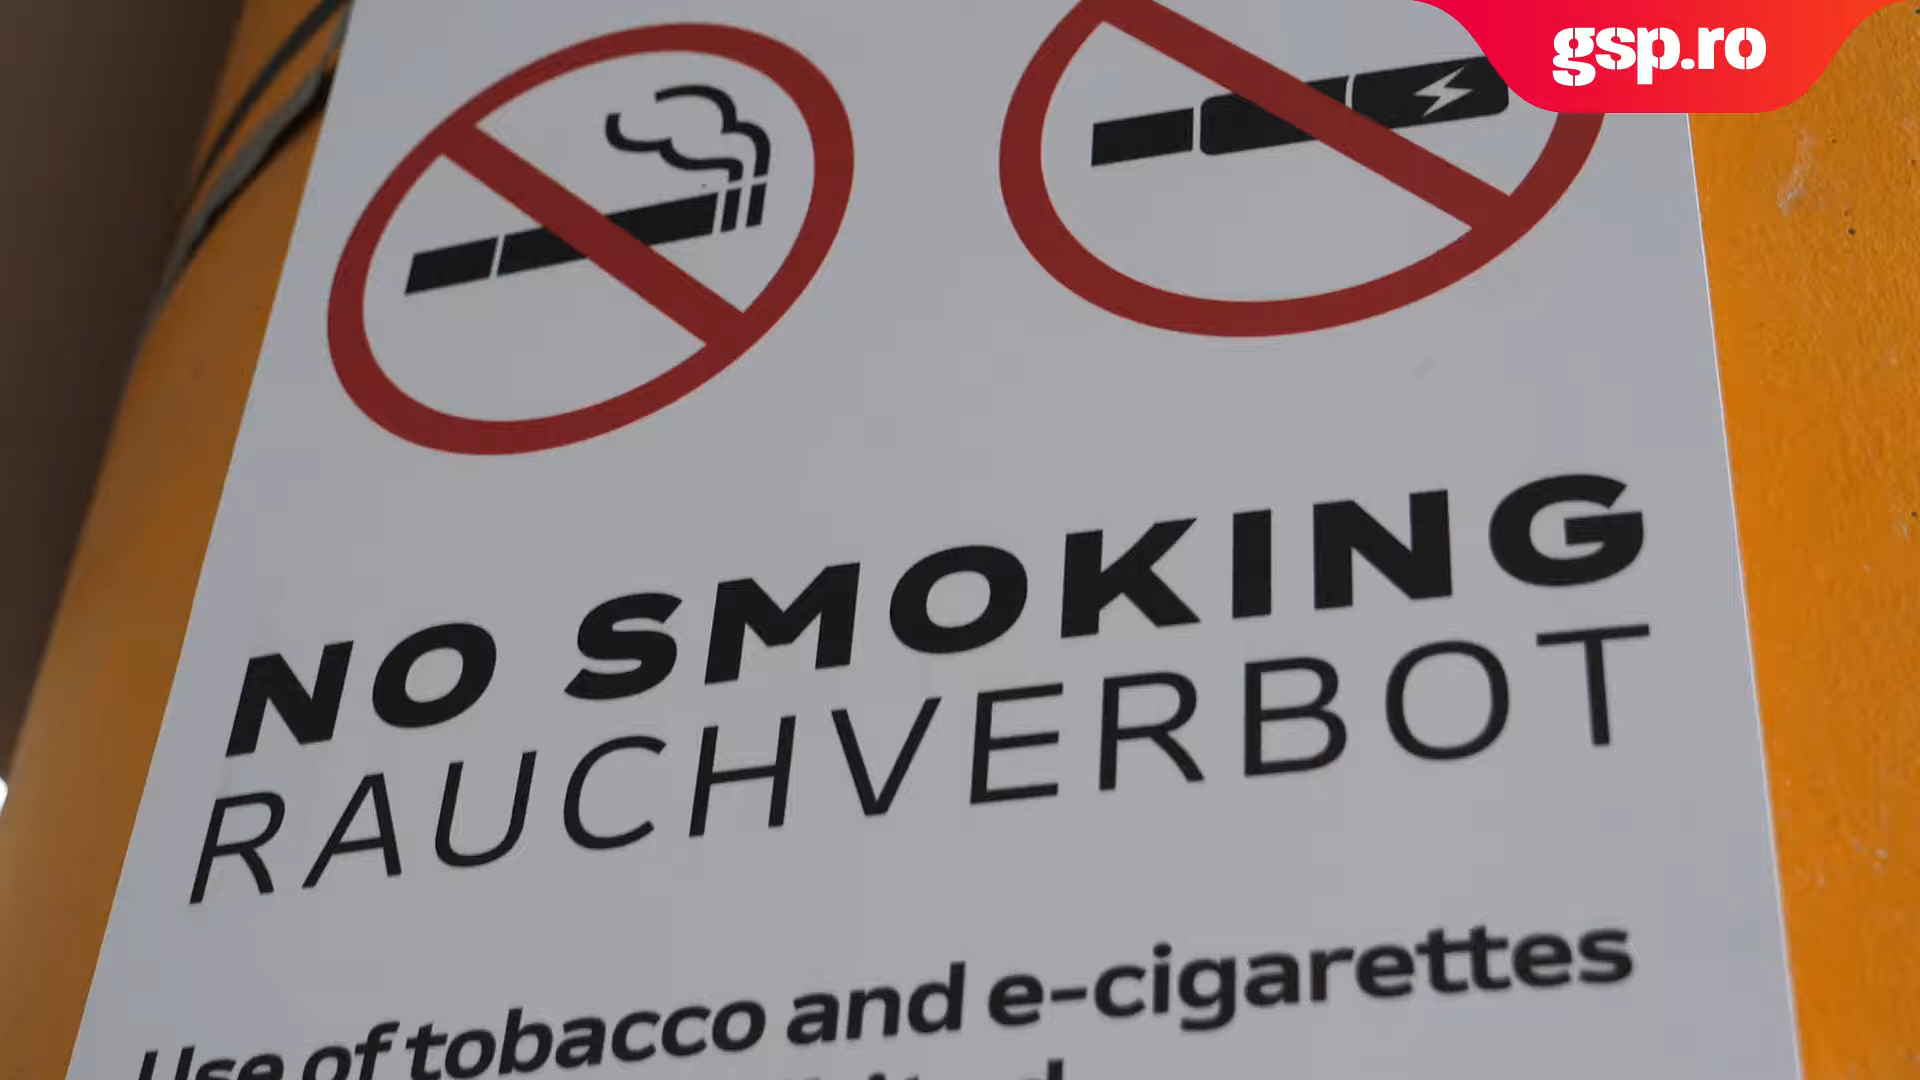 gsp.ro
NO SMOKING
RAUCHVERBOT
Use of tobacco and e-cigarettes